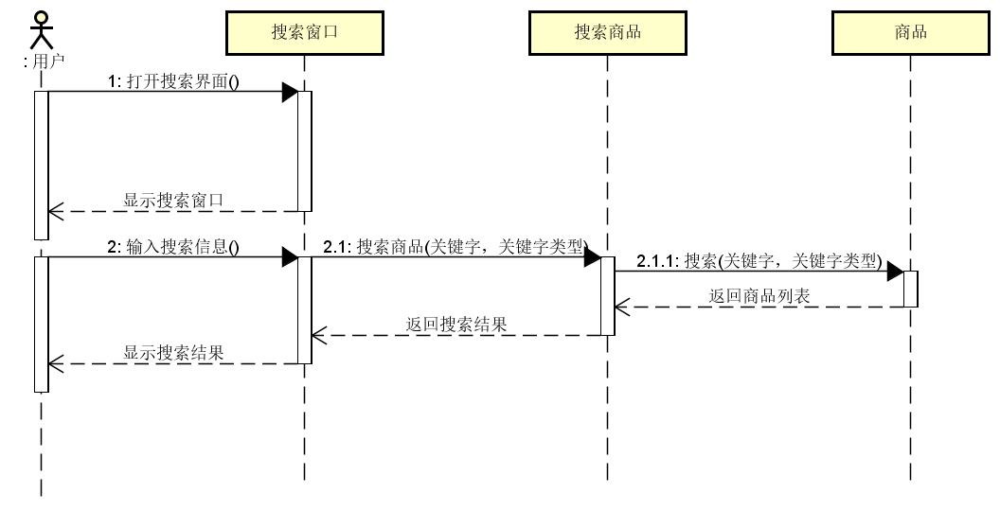 搜索窗口
搜索商品
商品
: 用户
1: 打开搜索界面()
显示搜索窗口
2: 输入搜索信息()
2.1: 搜索商品(关键字，关键字类型)
2.1.1: 搜索(关键字，关键字类型)
返回商品列表
返回搜索结果
显示搜索结果